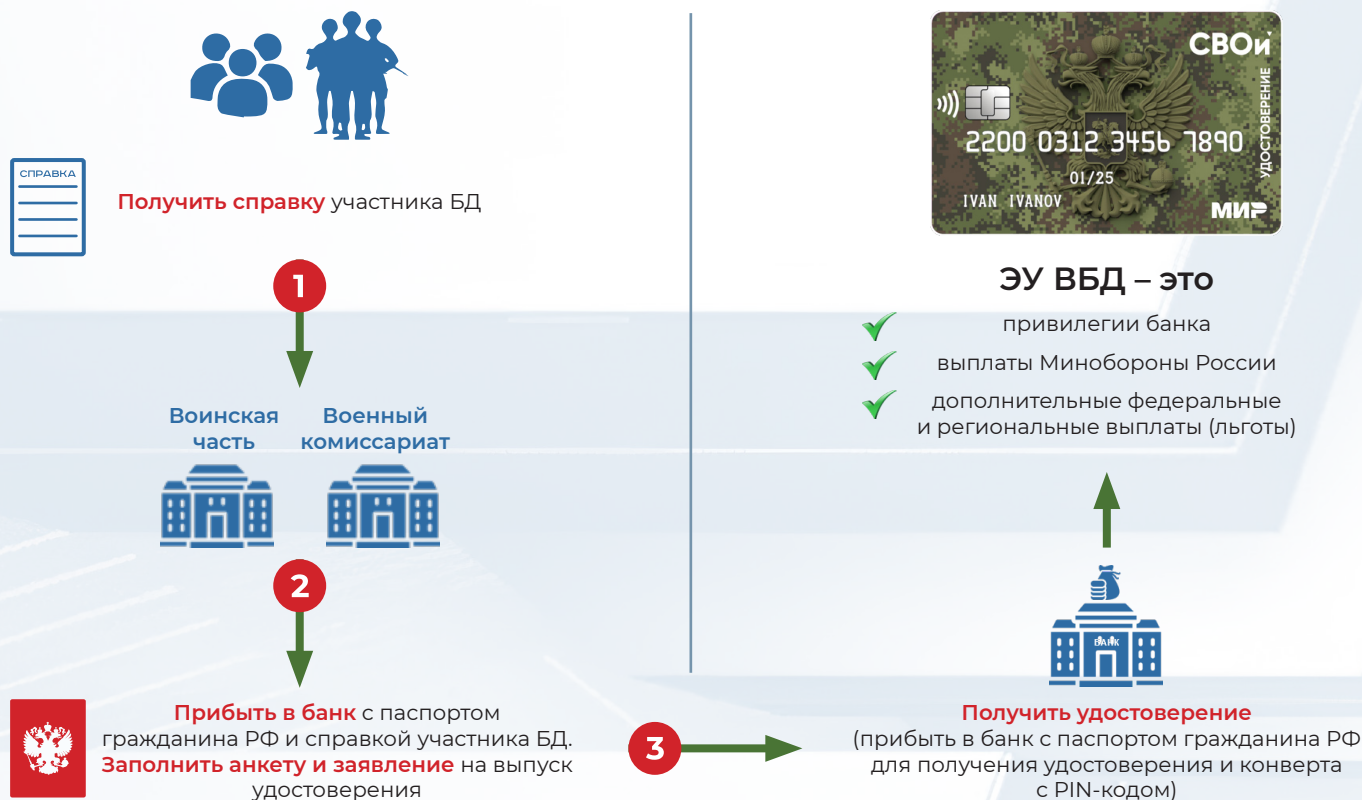 СПРАВКА
Получить справку участника БД
1
Воинская
часть
Военный
комиссариат
2
Прибыть в банк с паспортом
гражданина РФ и справкой участника БД.
Заполнить анкету и заявление на выпуск
удостоверения
3
СВОи
УДОСТОВЕРЕНИЕ
2200 0312 3456 7890
01/25
IVAN IVANOV
МИР
ЭУ ВБД – это
привилегии банка
выплаты Минобороны России
дополнительные федеральные
и региональные выплаты (льготы)
БАНК
Получить удостоверение
(прибыть в банк с паспортом гражданина РФ
для получения удостоверения и конверта
с PIN-кодом)